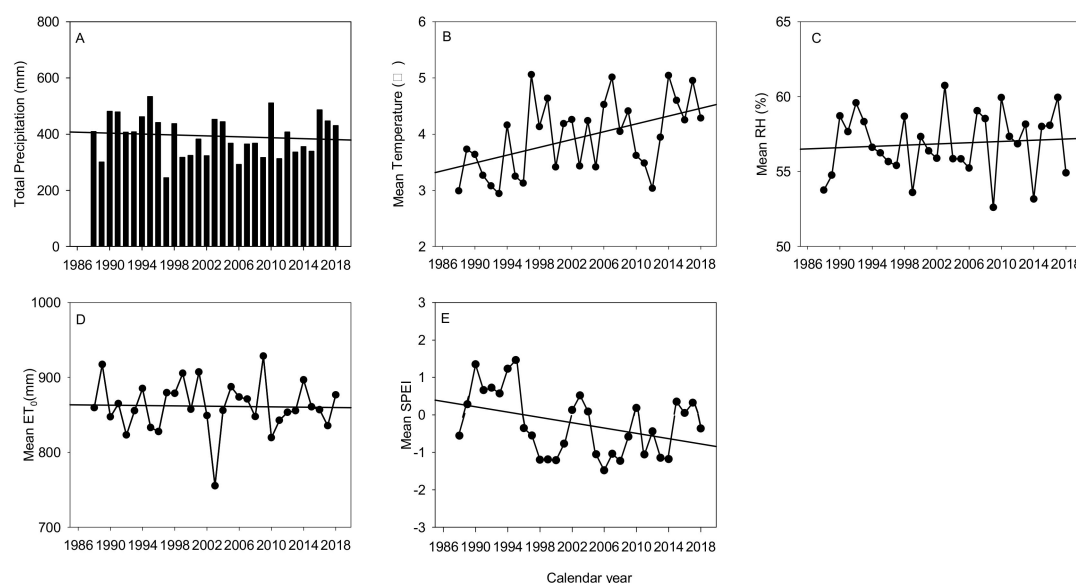 A
Total Precipitation (mm)
800
600
400
200
0
1986 1990 1994 1998 2002 2006 2010 2014 2018
B
Mean Temperature (□ )
6
5
4
3
2
1986 1990 1994 1998 2002 2006 2010 2014 2018
C
Mean RH (%)
65
60
55
50
1986 1990 1994 1998 2002 2006 2010 2014 2018
D
Mean ET₀(mm)
1000
900
800
700
1986 1990 1994 1998 2002 2006 2010 2014 2018
E
Mean SPEI
3
2
1
0
-1
-2
-3
1986 1990 1994 1998 2002 2006 2010 2014 2018
Calendar year